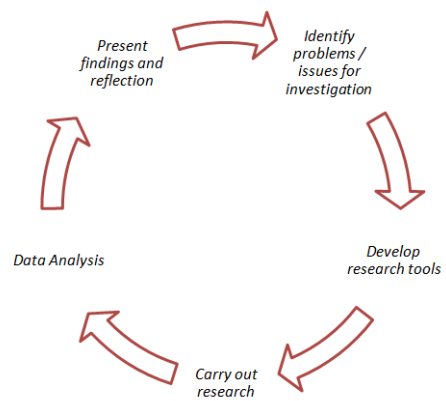 Present
findings and
reflection
Identify
problems /
issues for
investigation
Develop
research tools
Carry out
research
Data Analysis